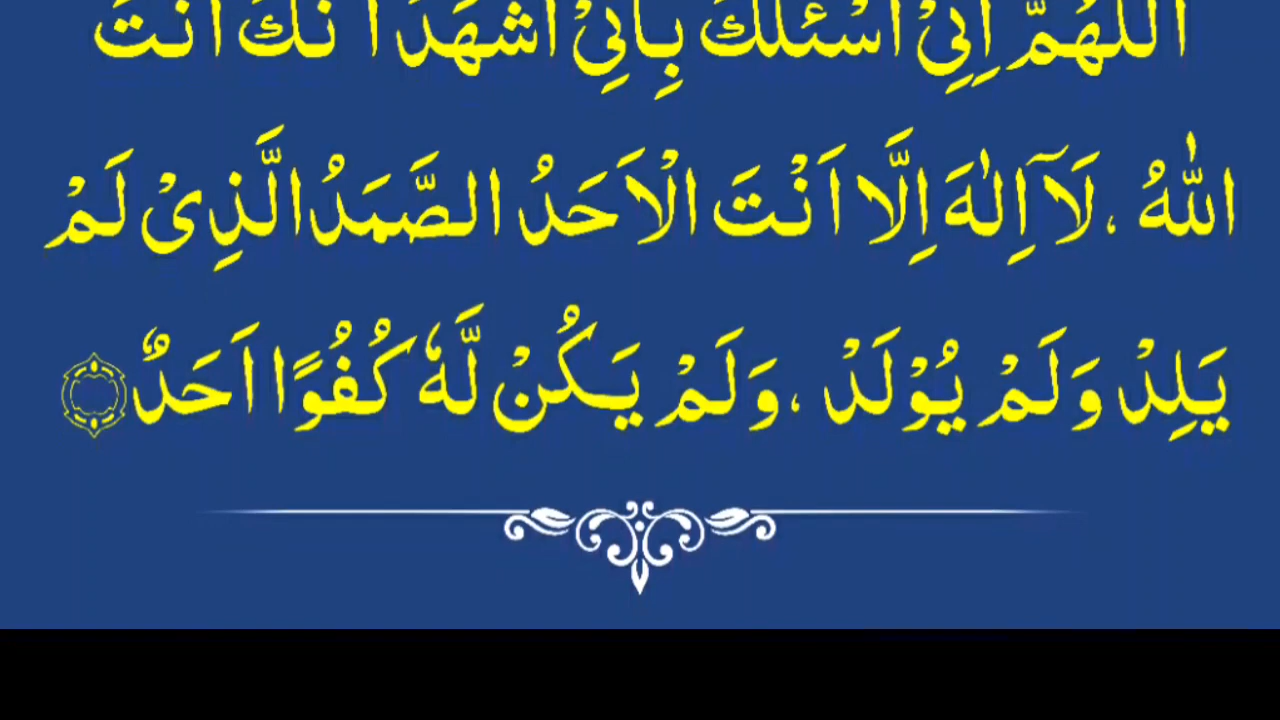 اَللّٰهُمَّ اِنِّىْ اَسْئَلُكَ بِاَنِّىْ اَشْهَدُ اَنَّكَ اَنْتَ
اللّٰهُ ،لَآ اِلٰهَ اِلَّا اَنْتَ الْاَحَدُ الصَّمَدُ الَّذِىْ لَمْ
يَلِدْ وَلَمْ يُوْلَدْ ،وَلَمْ يَكُنْ لَّهٗ كُفُوًا اَحَدٌ